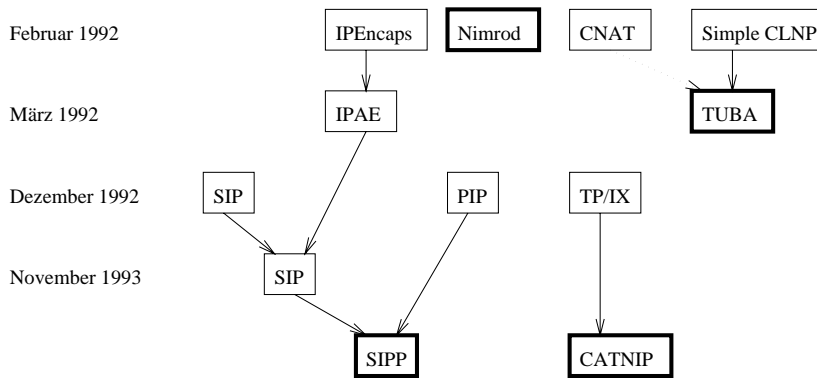 Februar 1992 IPEncaps Nimrod CNAT Simple CLNP
März 1992 IPAE TUBA
Dezember 1992 SIP PIP TP/IX
November 1993 SIP
SIPP CATNIP